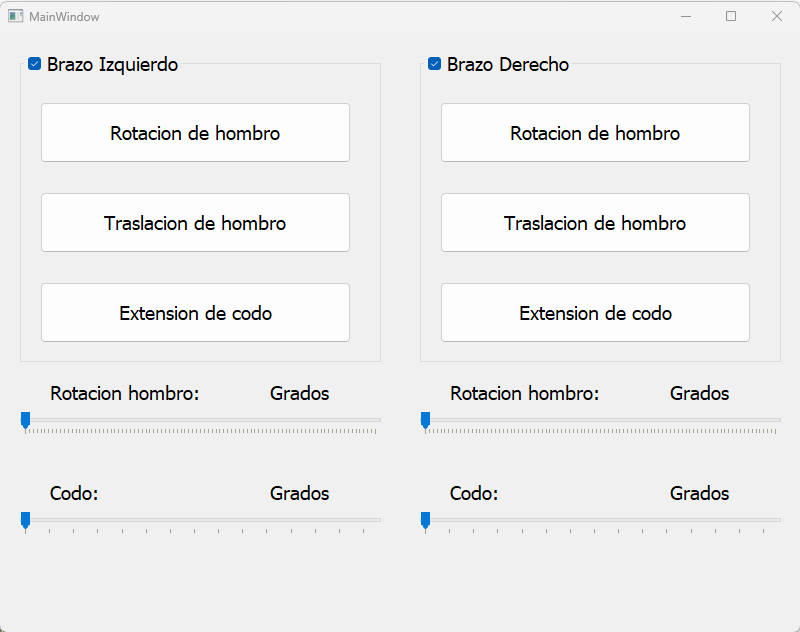 MainWindow
Brazo Izquierdo
Rotacion de hombro
Traslacion de hombro
Extension de codo
Rotacion hombro: Grados
Codo: Grados
Brazo Derecho
Rotacion de hombro
Traslacion de hombro
Extension de codo
Rotacion hombro: Grados
Codo: Grados